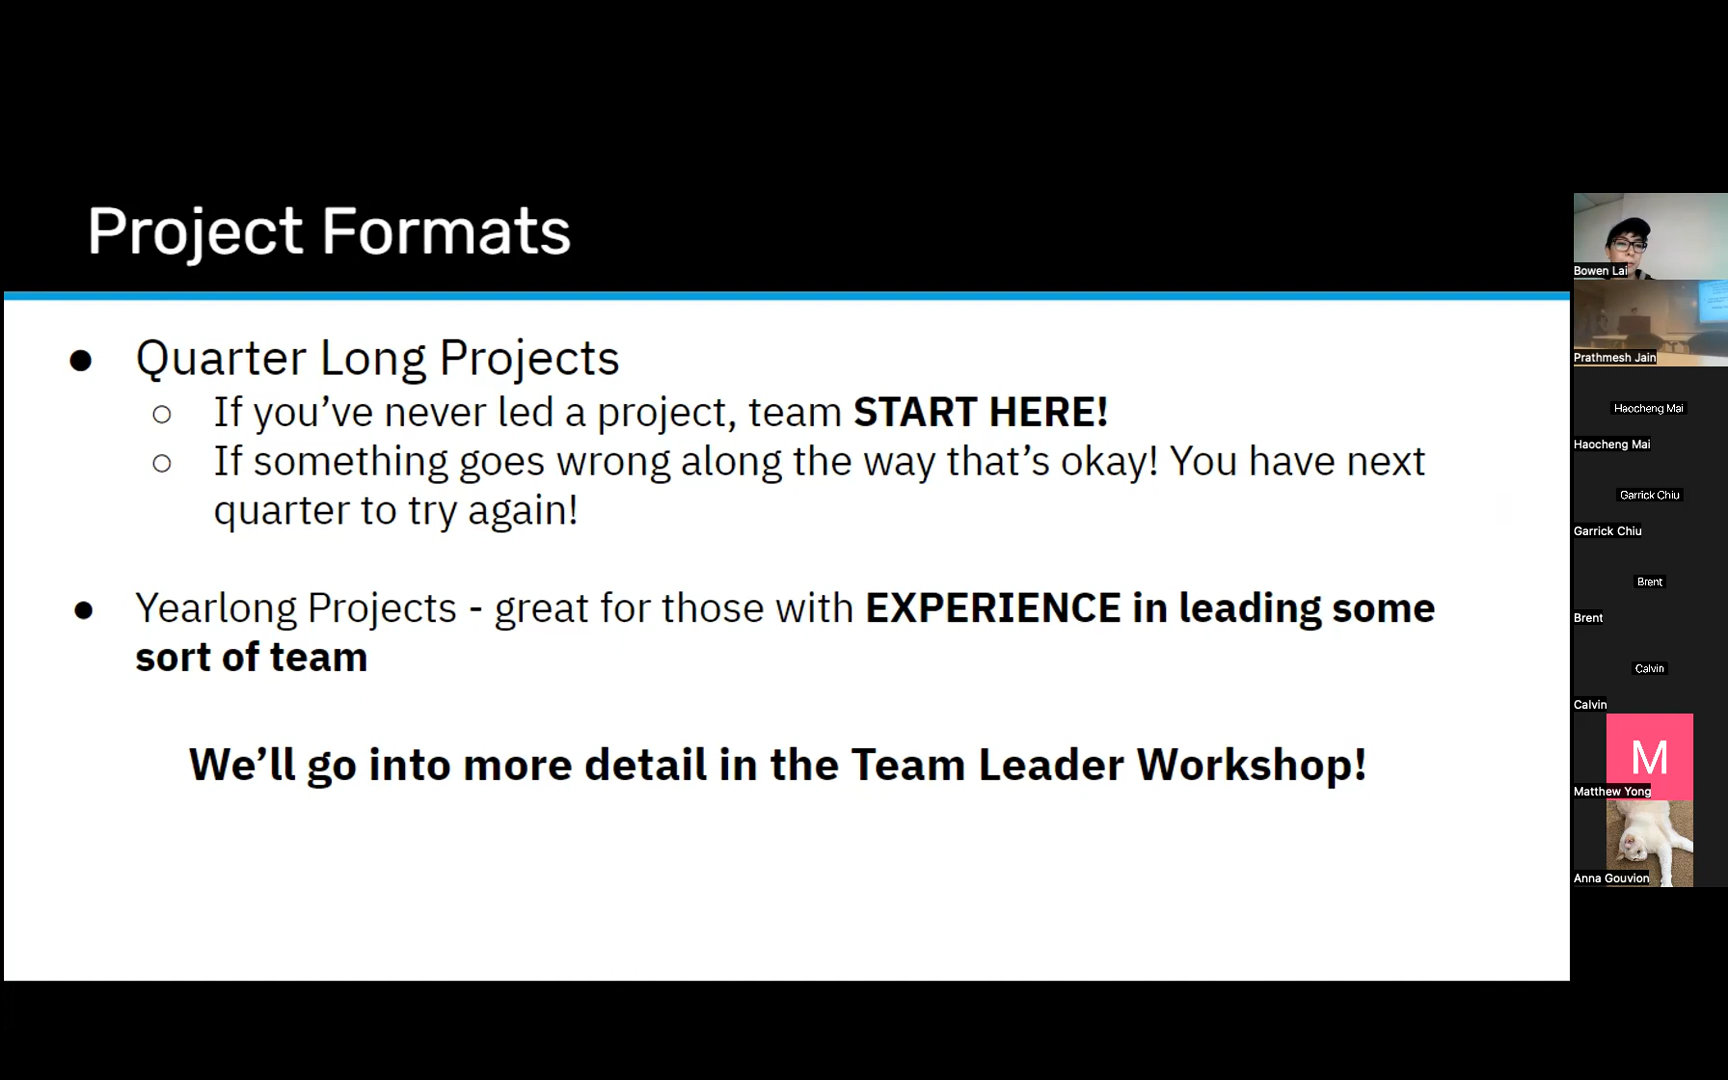 Project Formats
● Quarter Long Projects
○ If you’ve never led a project, team START HERE!
○ If something goes wrong along the way that’s okay! You have next
quarter to try again!
● Yearlong Projects - great for those with EXPERIENCE in leading some
sort of team
We’ll go into more detail in the Team Leader Workshop!
Bowen Lai
Prathmesh Jain
Haocheng Mai
Haocheng Mai
Garrick Chiu
Garrick Chiu
Brent
Brent
Calvin
Calvin
M
Matthew Yong
Anna Gouvion